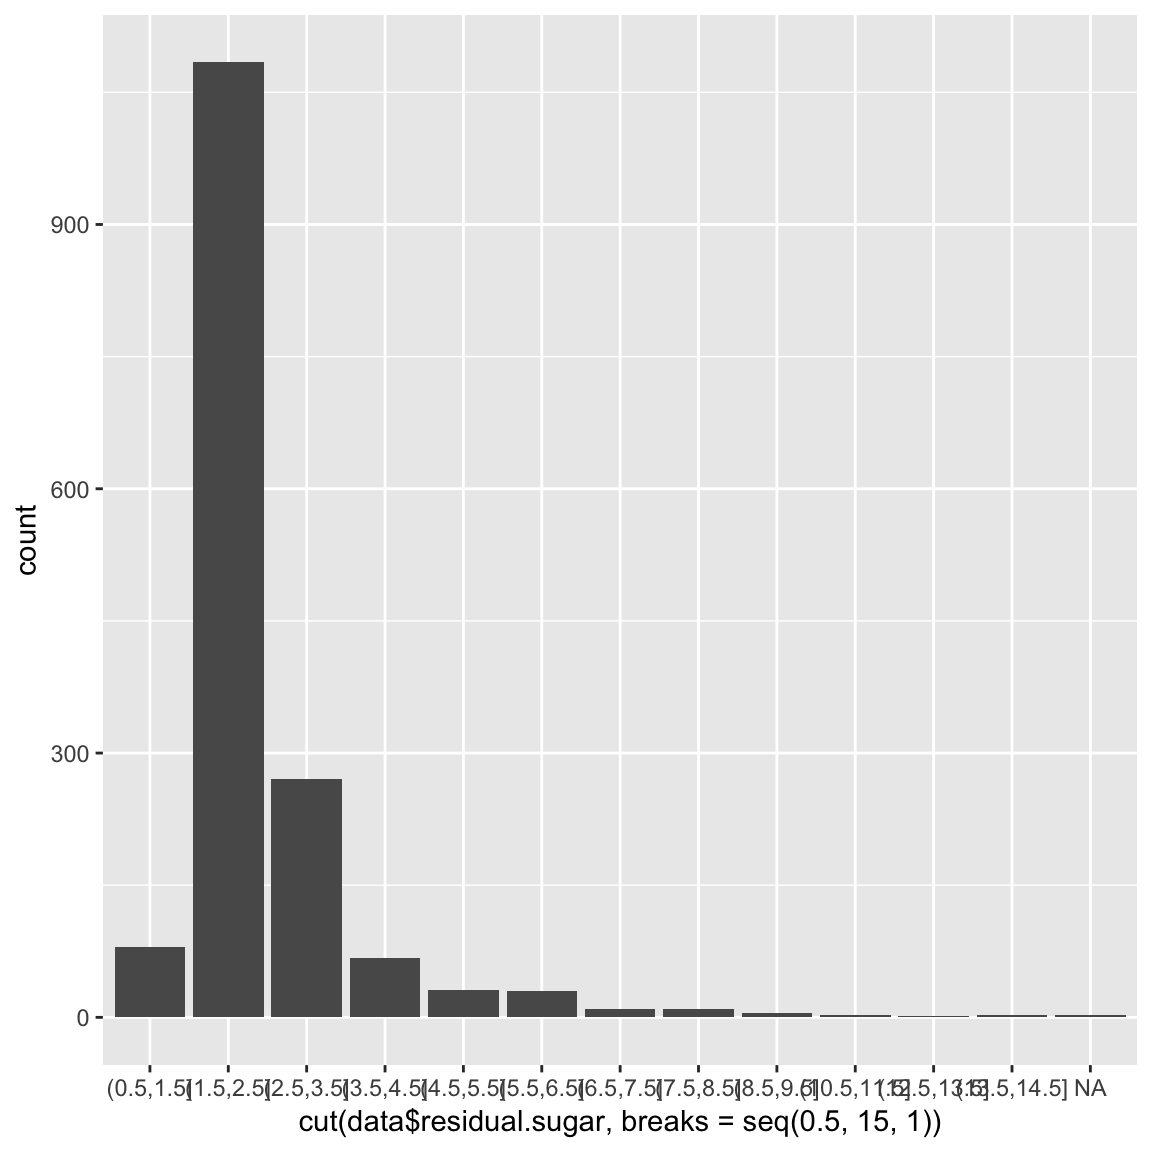 count
900
600
300
0
(0.5,1.5] (1.5,2.5] (2.5,3.5] (3.5,4.5] (4.5,5.5] (5.5,6.5] (6.5,7.5] (7.5,8.5] (8.5,9.5] (10.5,11.5] (12.5,13.5] (13.5,14.5] NA
cut(data$residual.sugar, breaks = seq(0.5, 15, 1))